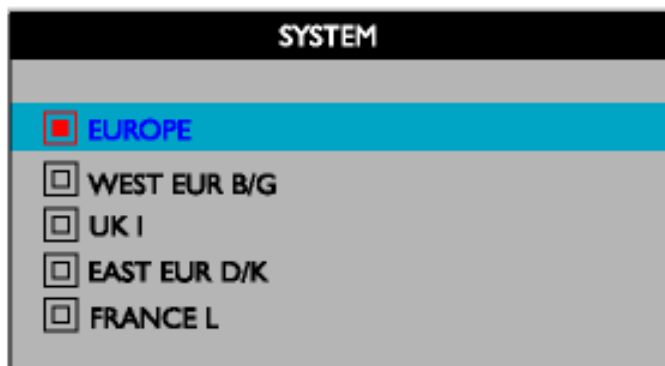 SYSTEM
EUROPE
WEST EUR B/G
UK I
EAST EUR D/K
FRANCE L